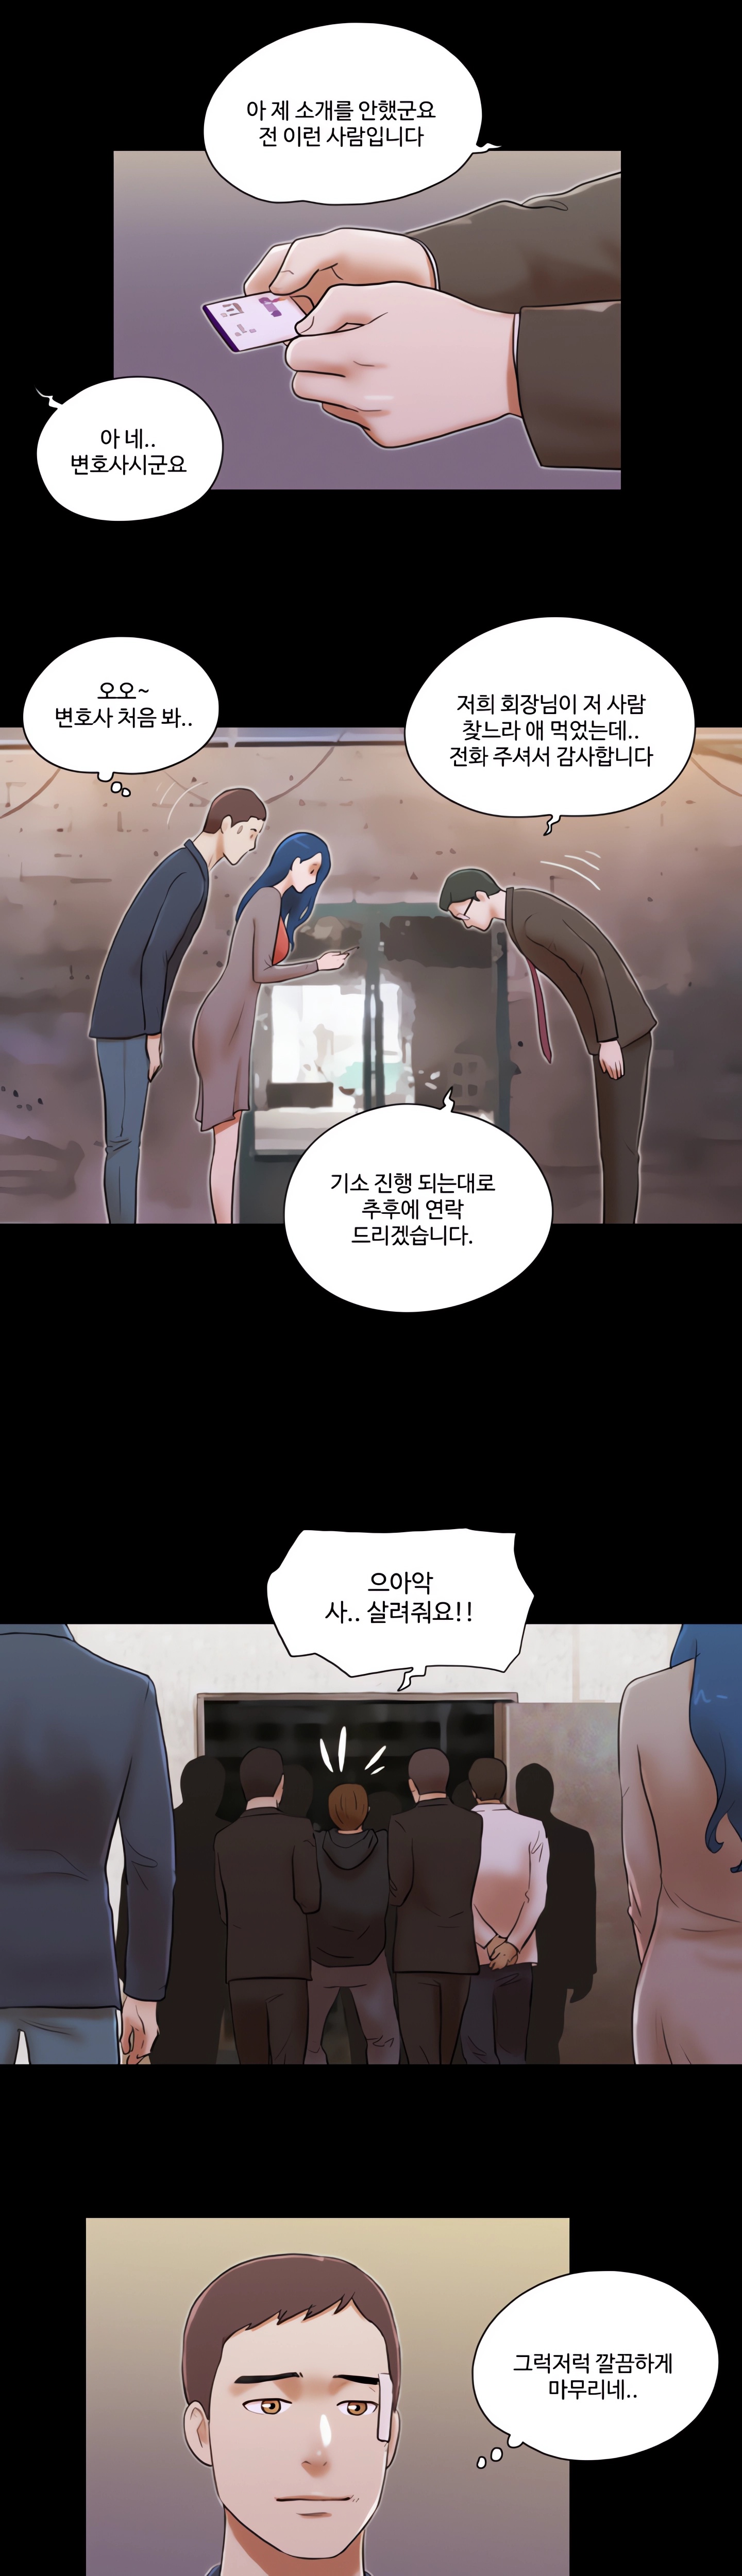 아 제 소개를 안했군요
전 이런 사람입니다
아 네..
변호사시군요
오오~
변호사 처음 봐..
저희 회장님이 저 사람
찾느라 애 먹었는데..
전화 주셔서 감사합니다
기소 진행 되는대로
추후에 연락
드리겠습니다.
으아악
사.. 살려줘요!!
그럭저럭 깔끔하게
마무리네..